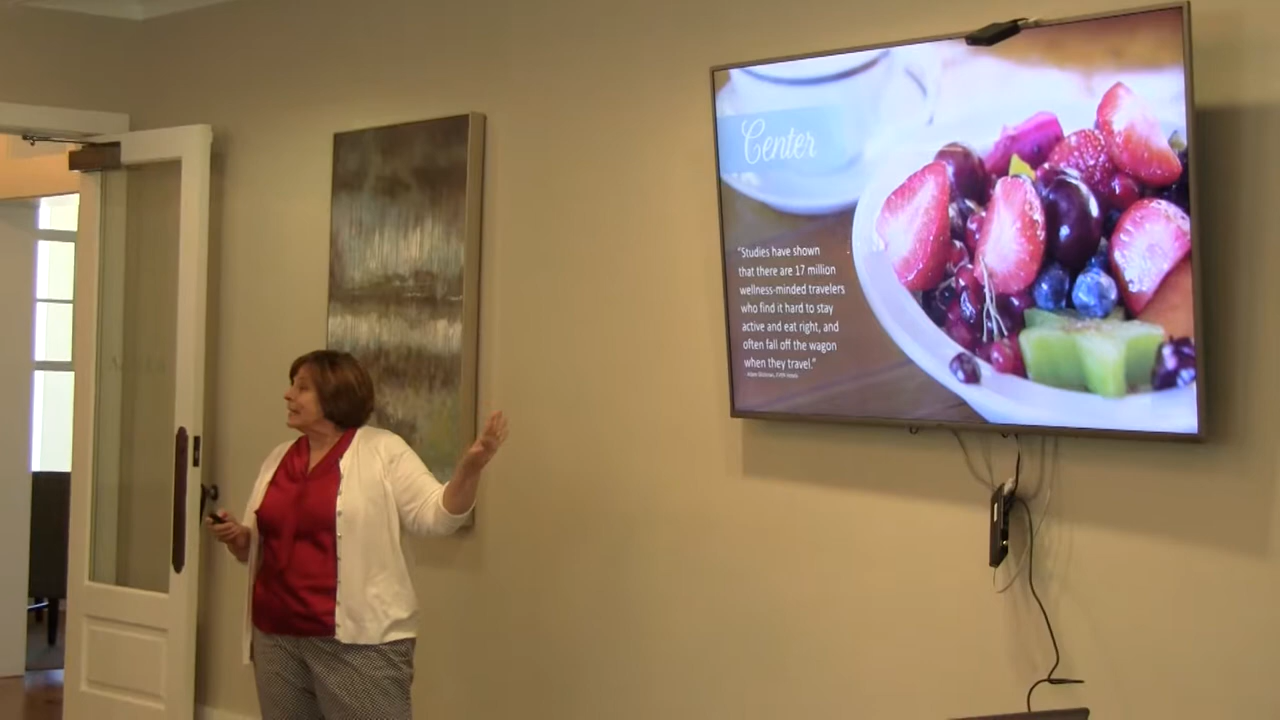 Center
“Studies have shown
that there are 17 million
wellness-minded travelers
who find it hard to stay
active and eat right, and
often fall off the wagon
when they travel.”